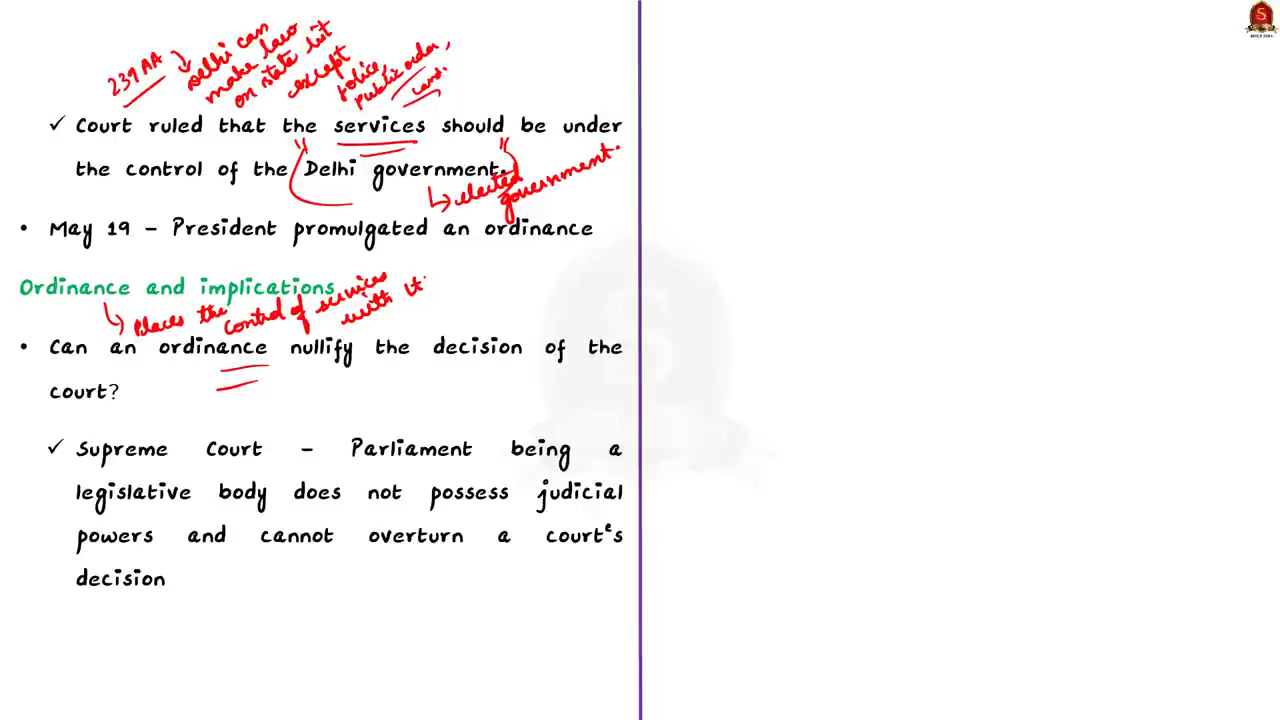 239AA
Delhi can
make law
on state list
except
police,
public order,
land.
✓ Court ruled that the services should be under
the control of the "Delhi government."
↳ elected
government.
• May 19 – President promulgated an ordinance
Ordinance and implications
↳ Places the control of services
with
• Can an ordinance nullify the decision of the
court?
✓ Supreme Court – Parliament being a
legislative body does not possess judicial
powers and cannot overturn a court's
decision
S
SINCE 2004